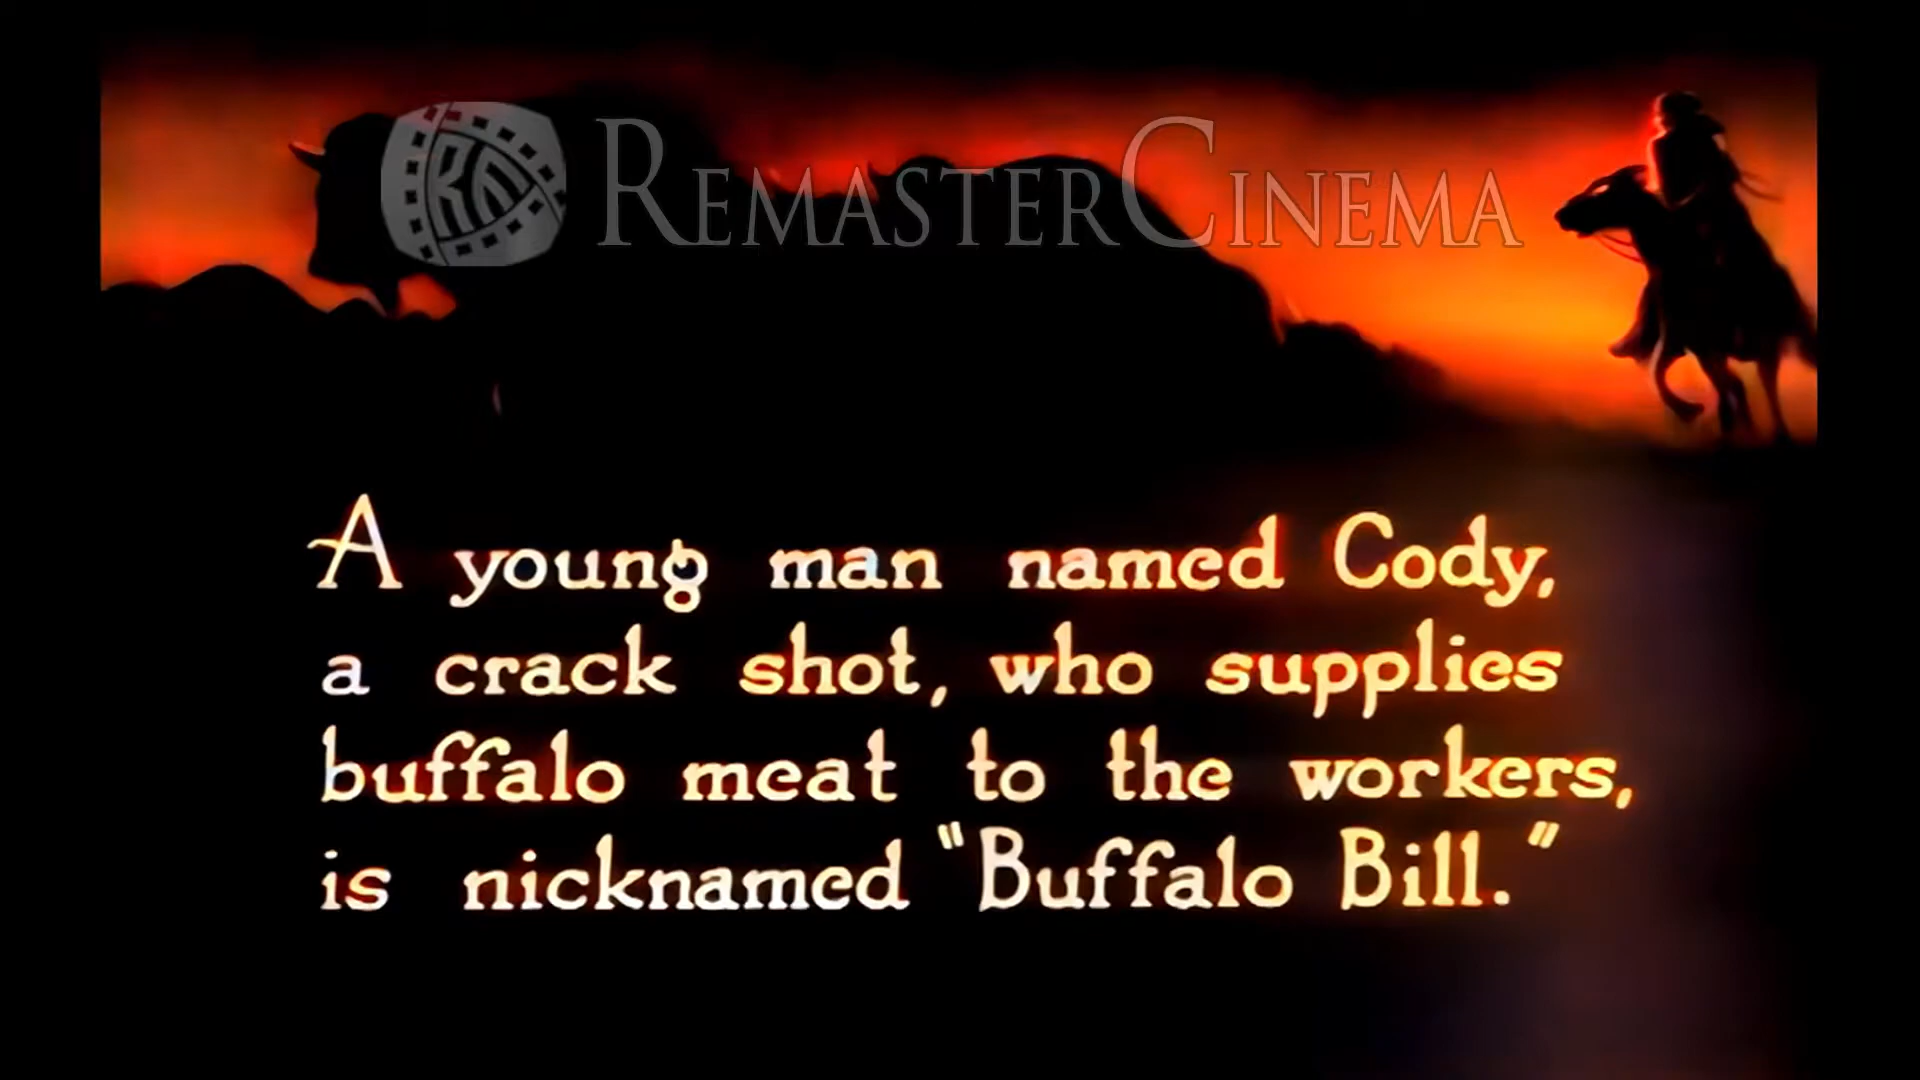 REMASTERCINEMA
A young man named Cody,
a crack shot, who supplies
buffalo meat to the workers,
is nicknamed "Buffalo Bill."